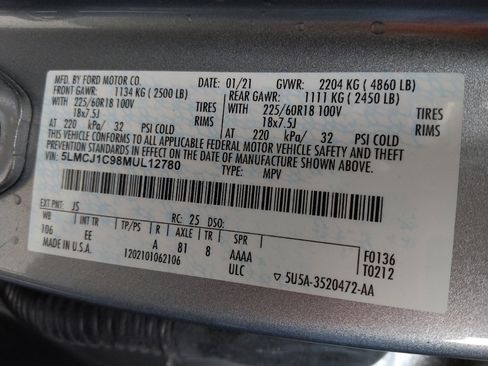 MFD. BY FORD MOTOR CO. DATE: 01/21 GVWR: 2204 KG ( 4860 LB)
FRONT GAWR: 1134 KG ( 2500 LB) REAR GAWR: 1111 KG ( 2450 LB)
WITH 225/60R18 100V TIRES WITH 225/60R18 100V TIRES
18x7.5J RIMS 18x7.5J RIMS
AT 220 kPa/ 32 PSI COLD AT 220 kPa/ 32 PSI COLD
THIS VEHICLE CONFORMS TO ALL APPLICABLE FEDERAL MOTOR VEHICLE SAFETY AND THEFT
PREVENTION STANDARDS IN EFFECT ON THE DATE OF MANUFACTURE SHOWN ABOVE.
VIN: 5LMCJ1C98MUL12780 TYPE: MPV
EXT PNT: JS RC: 25 DSO:
WB INT TR TP/PS R AXLE TR SPR
106 EE A 81 8 AAAA
MADE IN U.S.A. 1202101062106 ULC
F0136
T0212
▽ 5U5A-3520472-AA